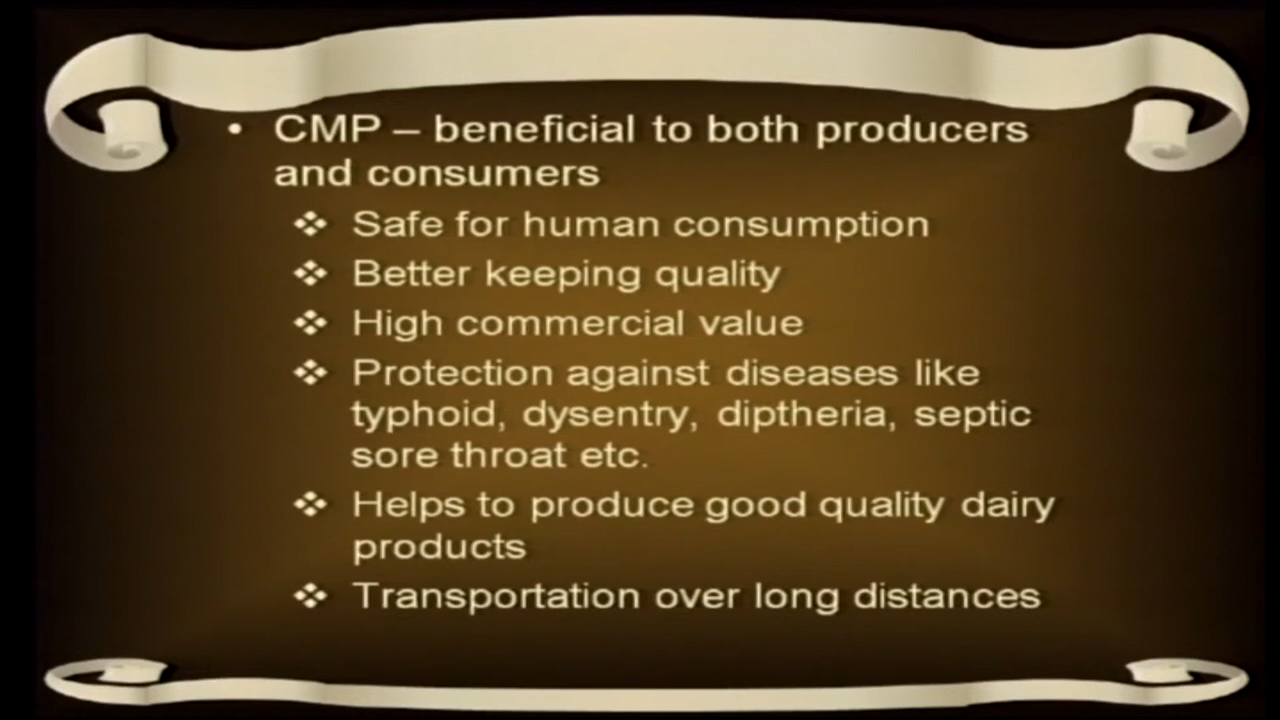 • CMP – beneficial to both producers
and consumers
❖ Safe for human consumption
❖ Better keeping quality
❖ High commercial value
❖ Protection against diseases like
typhoid, dysentry, diptheria, septic
sore throat etc.
❖ Helps to produce good quality dairy
products
❖ Transportation over long distances